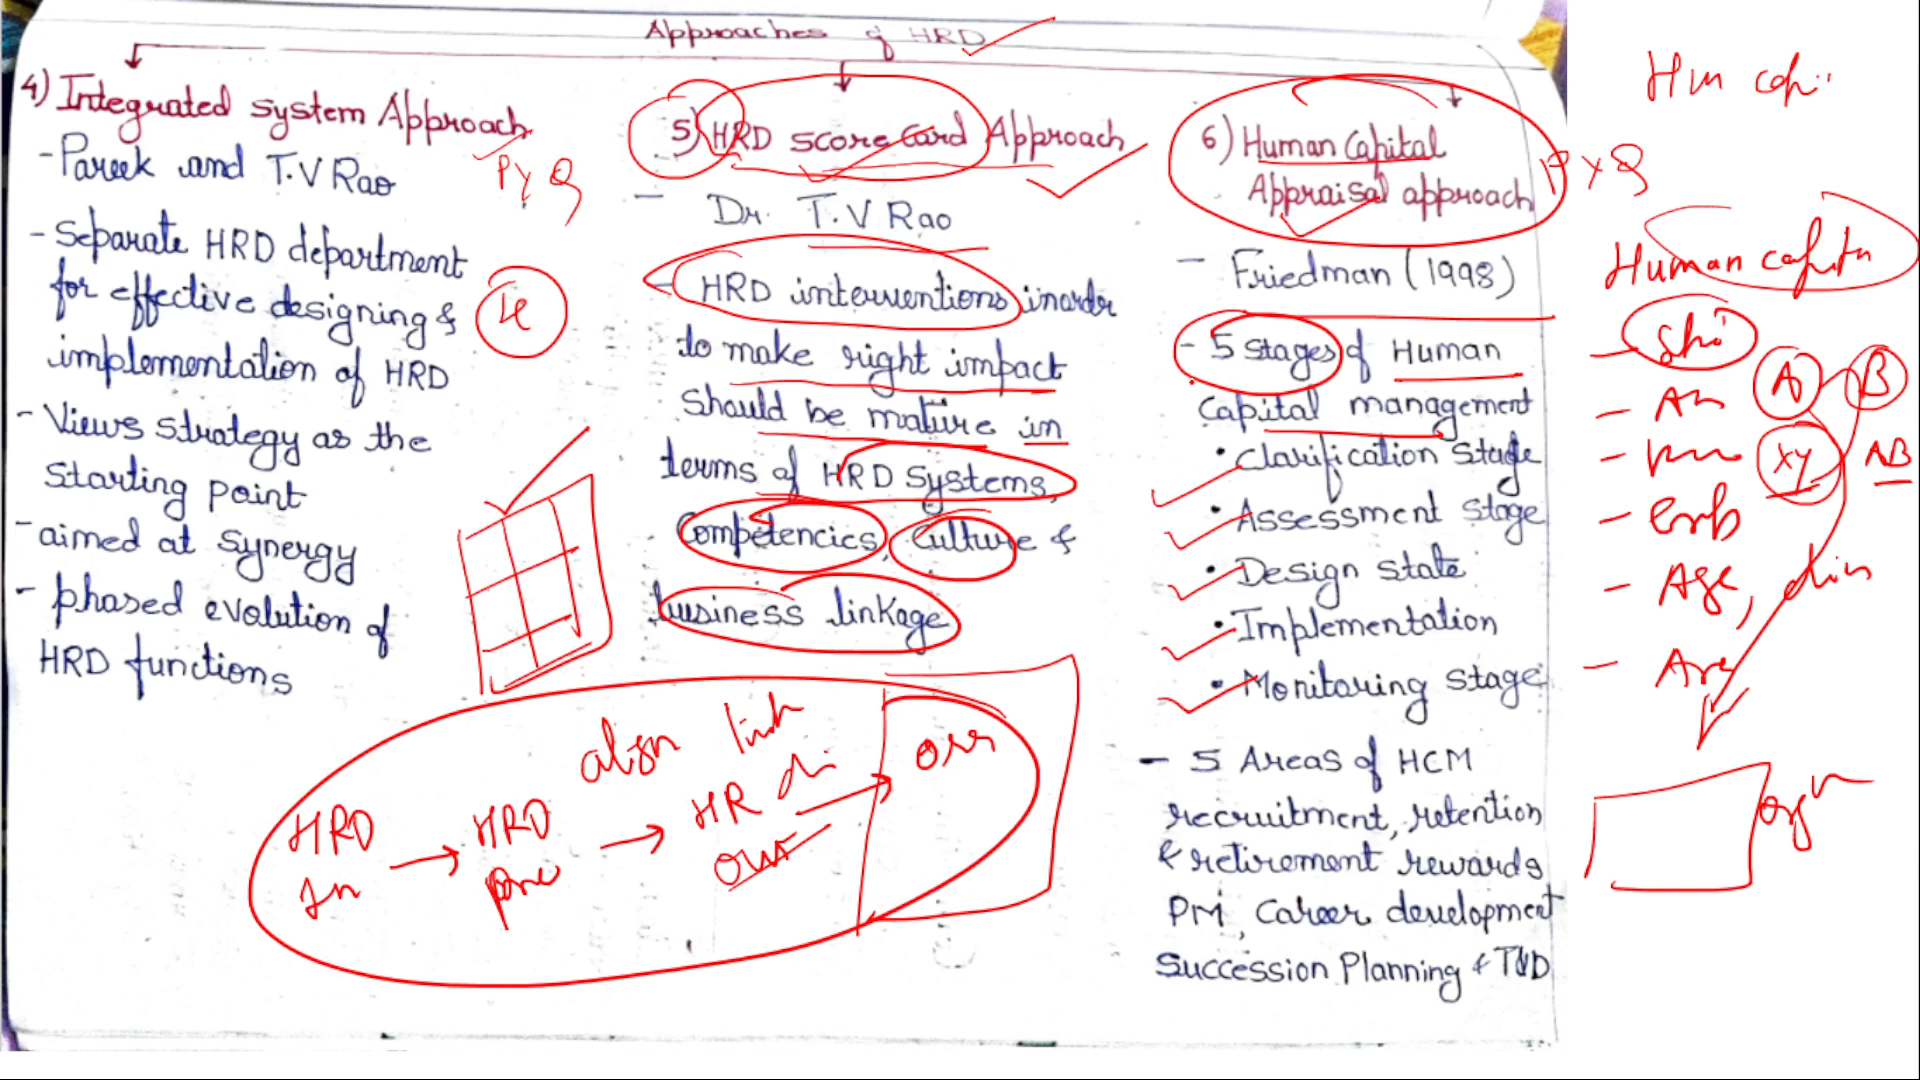 Approaches of HRD
4) Integrated system Approach
- Pareek and T.V Rao
PYQ
- Separate HRD department
for effective designing &
implementation of HRD
- Views strategy as the
Starting point
- aimed at Synergy
- phased evolution of
HRD functions
5) HRD score Card Approach
- Dr. T.V Rao
- HRD interventions inorder
to make right impact
Should be mature in
terms of HRD Systems,
Competencies, Culture &
business linkage
align link
HRD In → HRD → HR
6) Human Capital
Appraisal approach
PYQ
- Friedman (1998)
- 5 stages of Human
Capital management
• Clarification Stage
• Assessment Stage
• Design state
• Implementation
• Monitoring Stage
- 5 Areas of HCM
recruitment, retention
& retirement rewards
PM, Career development
Succession Planning & T&D
Human
A B
XY AB
- Age,